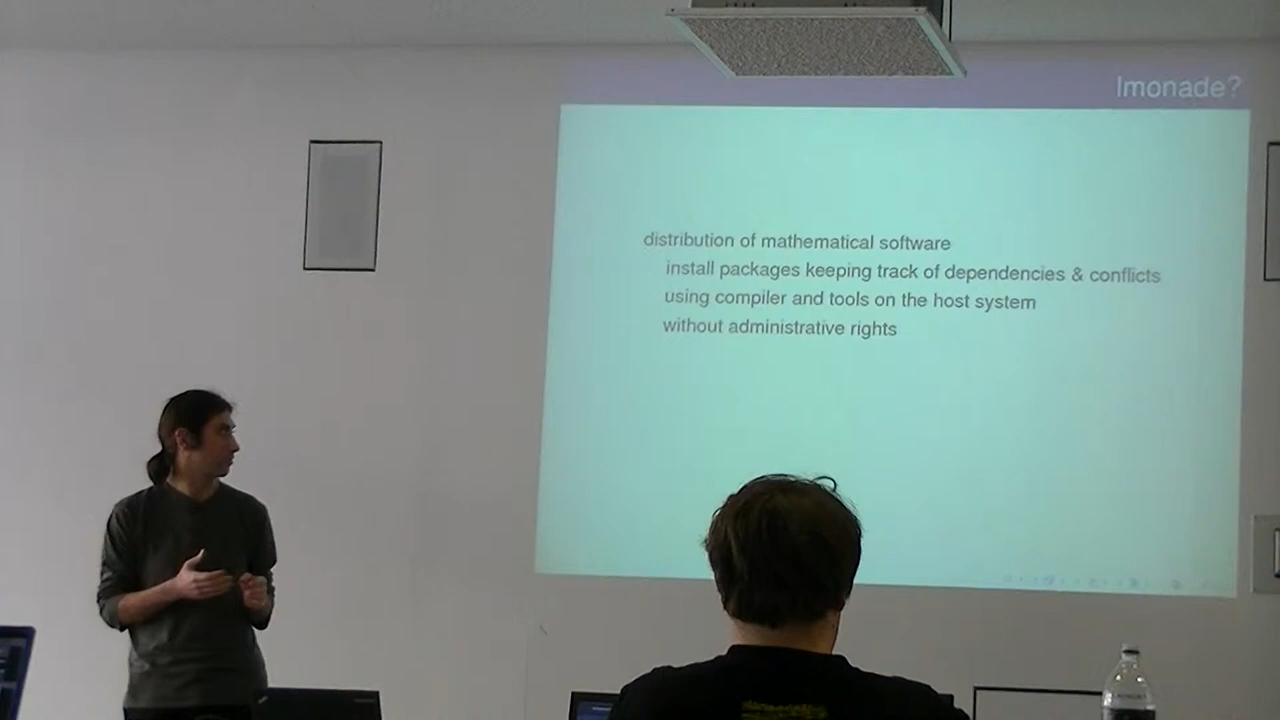 lmonade?
distribution of mathematical software
install packages keeping track of dependencies & conflicts
using compiler and tools on the host system
without administrative rights